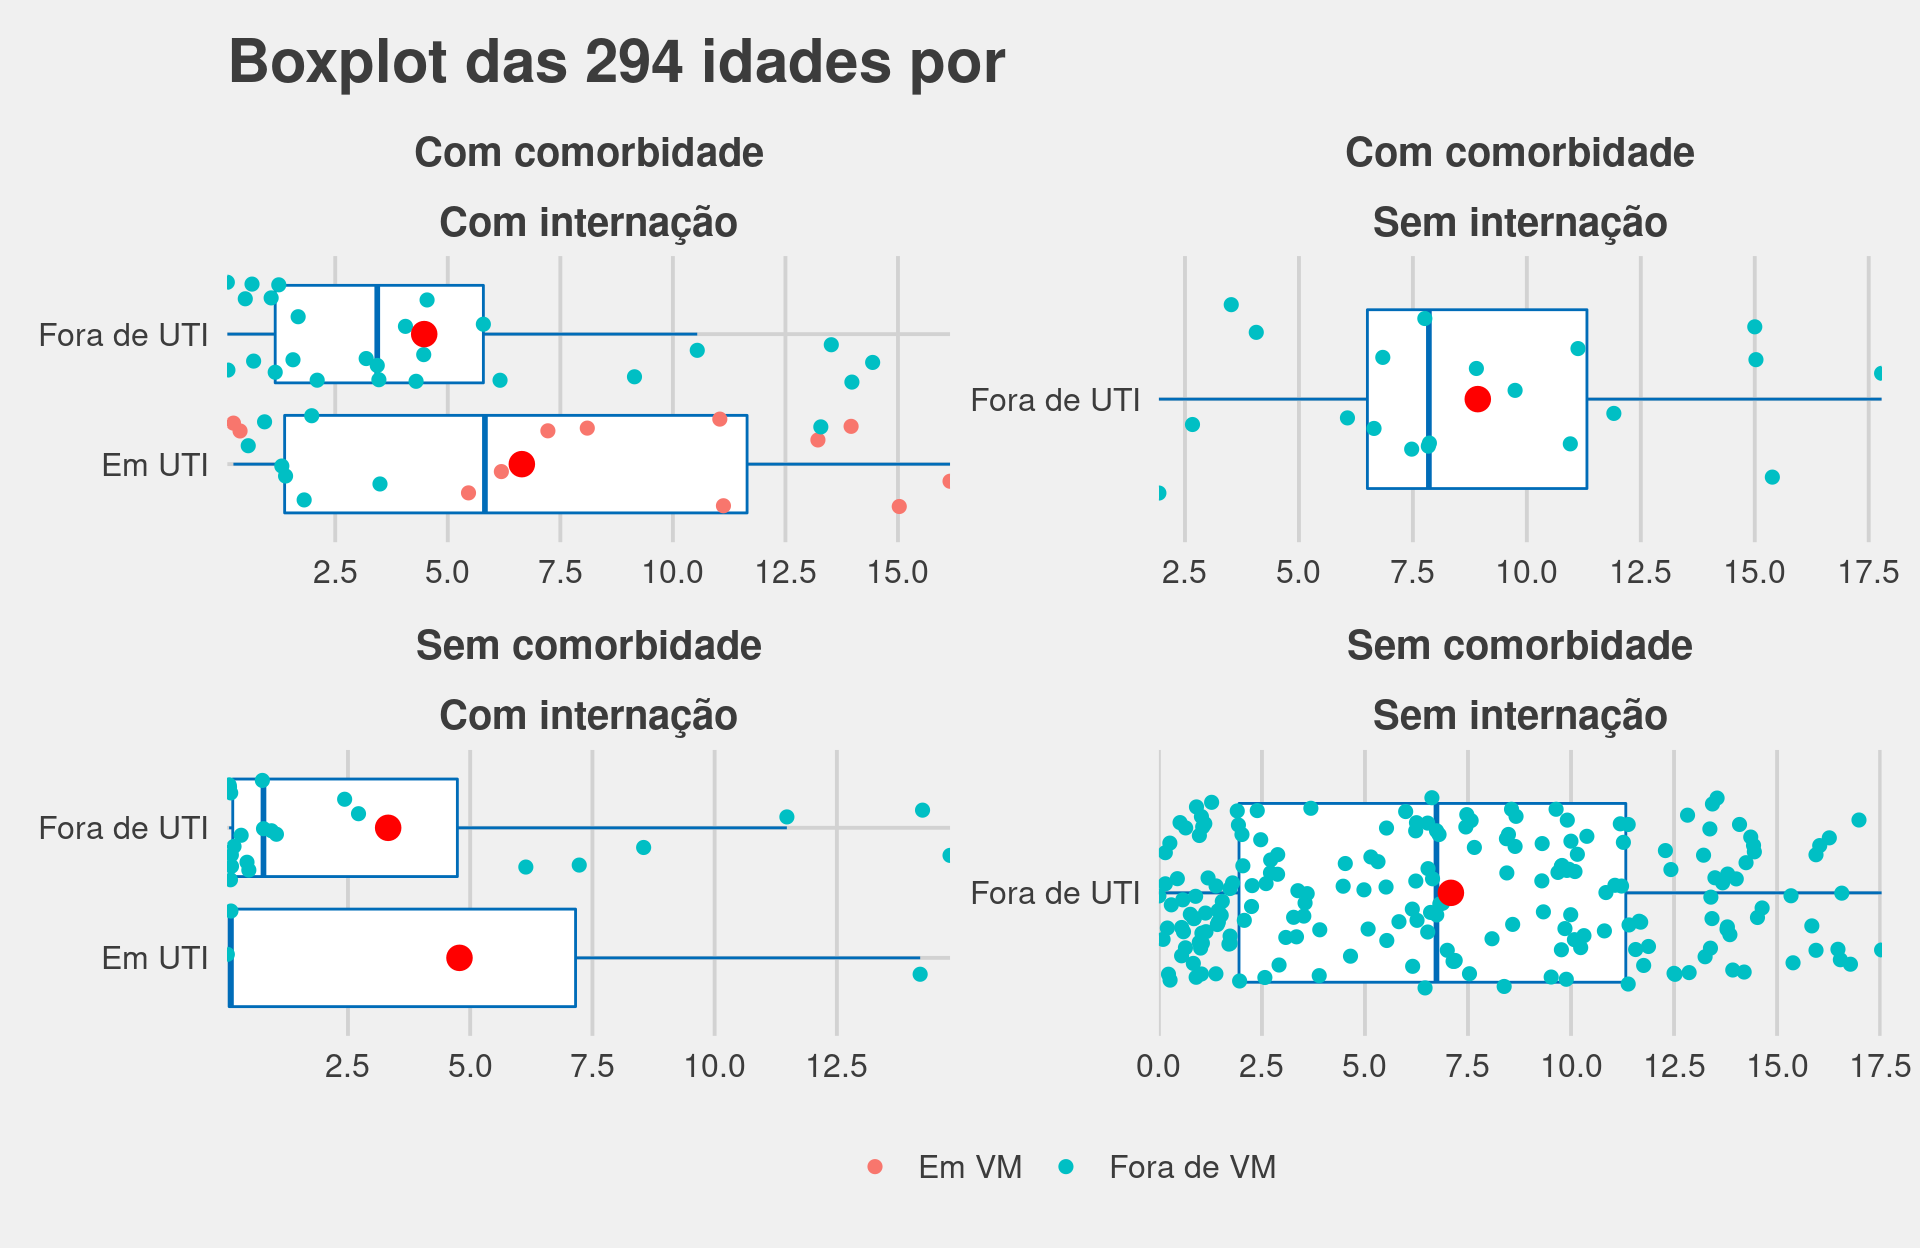 Boxplot das 294 idades por
Com comorbidade
Com internação
Fora de UTI
Em UTI
2.5 5.0 7.5 10.0 12.5 15.0
Com comorbidade
Sem internação
Fora de UTI
2.5 5.0 7.5 10.0 12.5 15.0 17.5
Sem comorbidade
Com internação
Fora de UTI
Em UTI
2.5 5.0 7.5 10.0 12.5
Sem comorbidade
Sem internação
Fora de UTI
0.0 2.5 5.0 7.5 10.0 12.5 15.0 17.5
Em VM Fora de VM